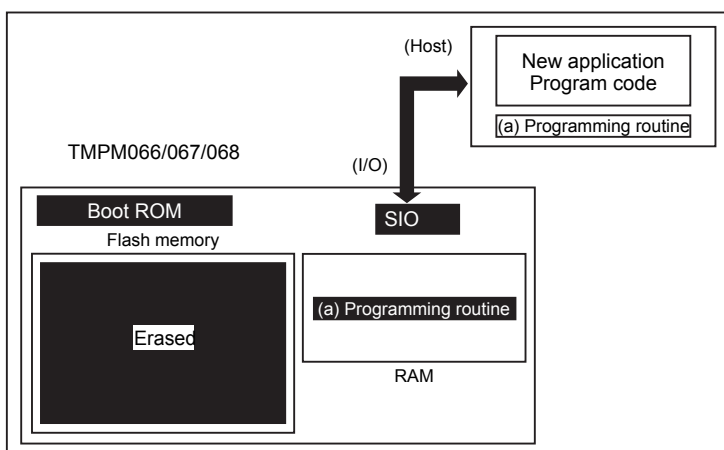 (Host)
New application
Program code
(a) Programming routine
TMPM066/067/068
(I/O)
Boot ROM
SIO
Flash memory
(a) Programming routine
Erased
RAM